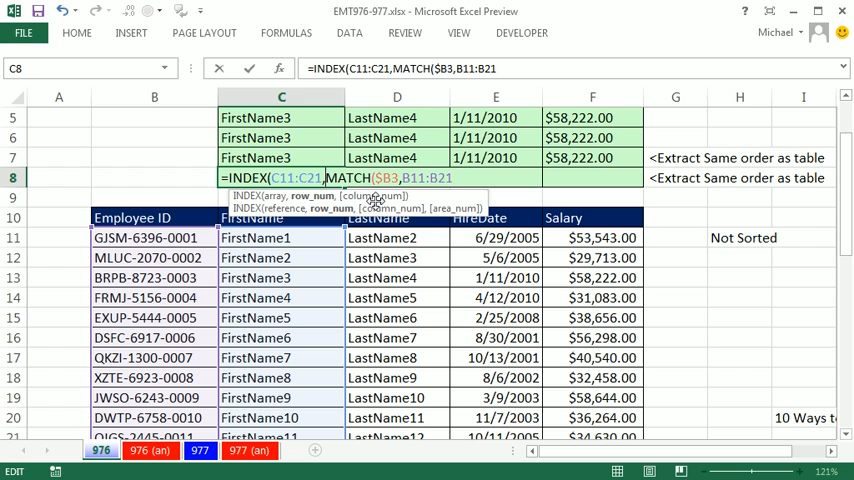 EMT976-977.xlsx - Microsoft Excel Preview
FILE HOME INSERT PAGE LAYOUT FORMULAS DATA REVIEW VIEW DEVELOPER Michael
C8 fx =INDEX(C11:C21,MATCH($B3,B11:B21
A B C D E F G H I
5 FirstName3 LastName4 1/11/2010 $58,222.00
6 FirstName3 LastName4 1/11/2010 $58,222.00
7 FirstName3 LastName4 1/11/2010 $58,222.00 <Extract Same order as table
8 =INDEX(C11:C21,MATCH($B3,B11:B21 <Extract Same order as table
9 INDEX(array, row_num, [column_num])
INDEX(reference, row_num, [column_num], [area_num])
10 Employee ID FirstName LastName HireDate Salary
11 GJSM-6396-0001 FirstName1 LastName2 6/29/2005 $53,543.00 Not Sorted
12 MLUC-2070-0002 FirstName2 LastName3 5/6/2005 $29,713.00
13 BRPB-8723-0003 FirstName3 LastName4 1/11/2010 $58,222.00
14 FRMJ-5156-0004 FirstName4 LastName5 4/12/2010 $31,083.00
15 EXUP-5444-0005 FirstName5 LastName6 2/25/2008 $38,656.00
16 DSFC-6917-0006 FirstName6 LastName7 8/30/2001 $56,298.00
17 QKZI-1300-0007 FirstName7 LastName8 10/13/2001 $40,540.00
18 XZTE-6923-0008 FirstName8 LastName9 8/6/2002 $32,458.00
19 JWSO-6243-0009 FirstName9 LastName10 3/9/2003 $58,644.00
20 DWTP-6758-0010 FirstName10 LastName11 11/7/2003 $36,264.00 10 Ways to
21 OIGS-2445-0011 FirstName11 LastName12 10/11/2005 $34,630.00
976 976 (an) 977 977 (an)
EDIT 121%